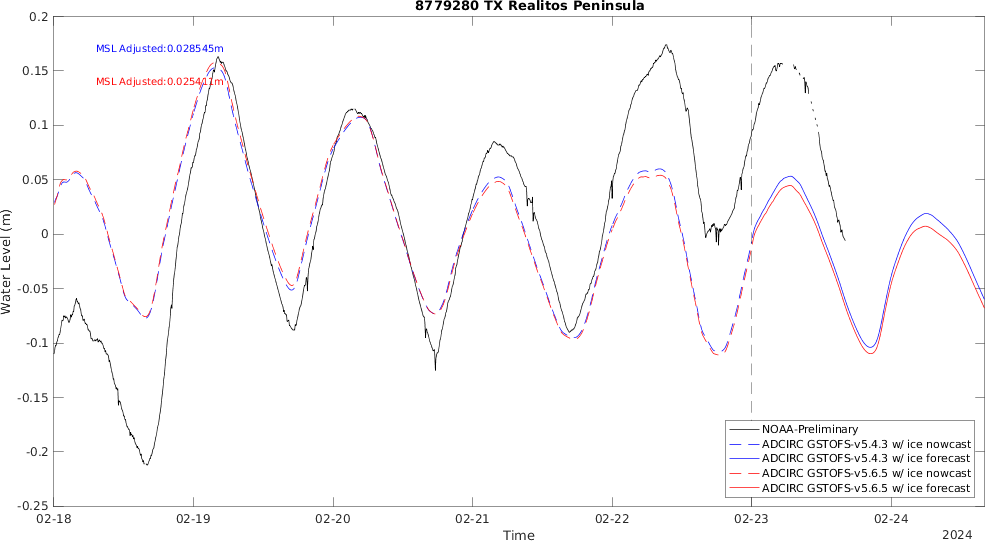 8779280 TX Realitos Peninsula
MSL Adjusted:0.028545m
MSL Adjusted:0.025411m
Water Level (m)
0.2
0.15
0.1
0.05
0
-0.05
-0.1
-0.15
-0.2
-0.25
NOAA-Preliminary
ADCIRC GSTOFS-v5.4.3 w/ ice nowcast
ADCIRC GSTOFS-v5.4.3 w/ ice forecast
ADCIRC GSTOFS-v5.6.5 w/ ice nowcast
ADCIRC GSTOFS-v5.6.5 w/ ice forecast
02-18 02-19 02-20 02-21 02-22 02-23 02-24
Time
2024